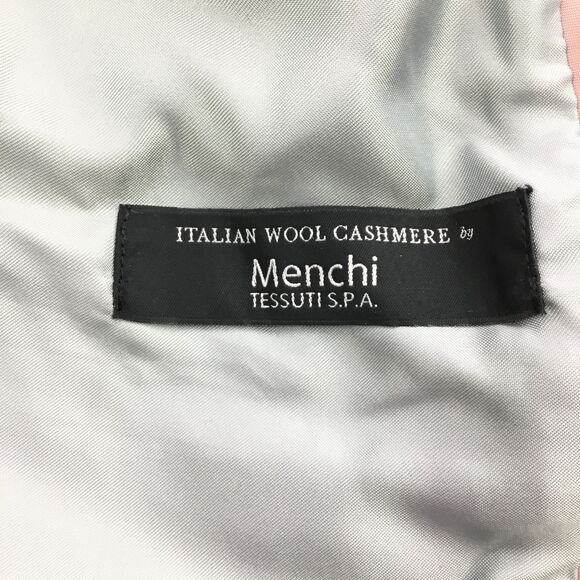 ITALIAN WOOL CASHMERE by
Menchi
TESSUTI S.P.A.